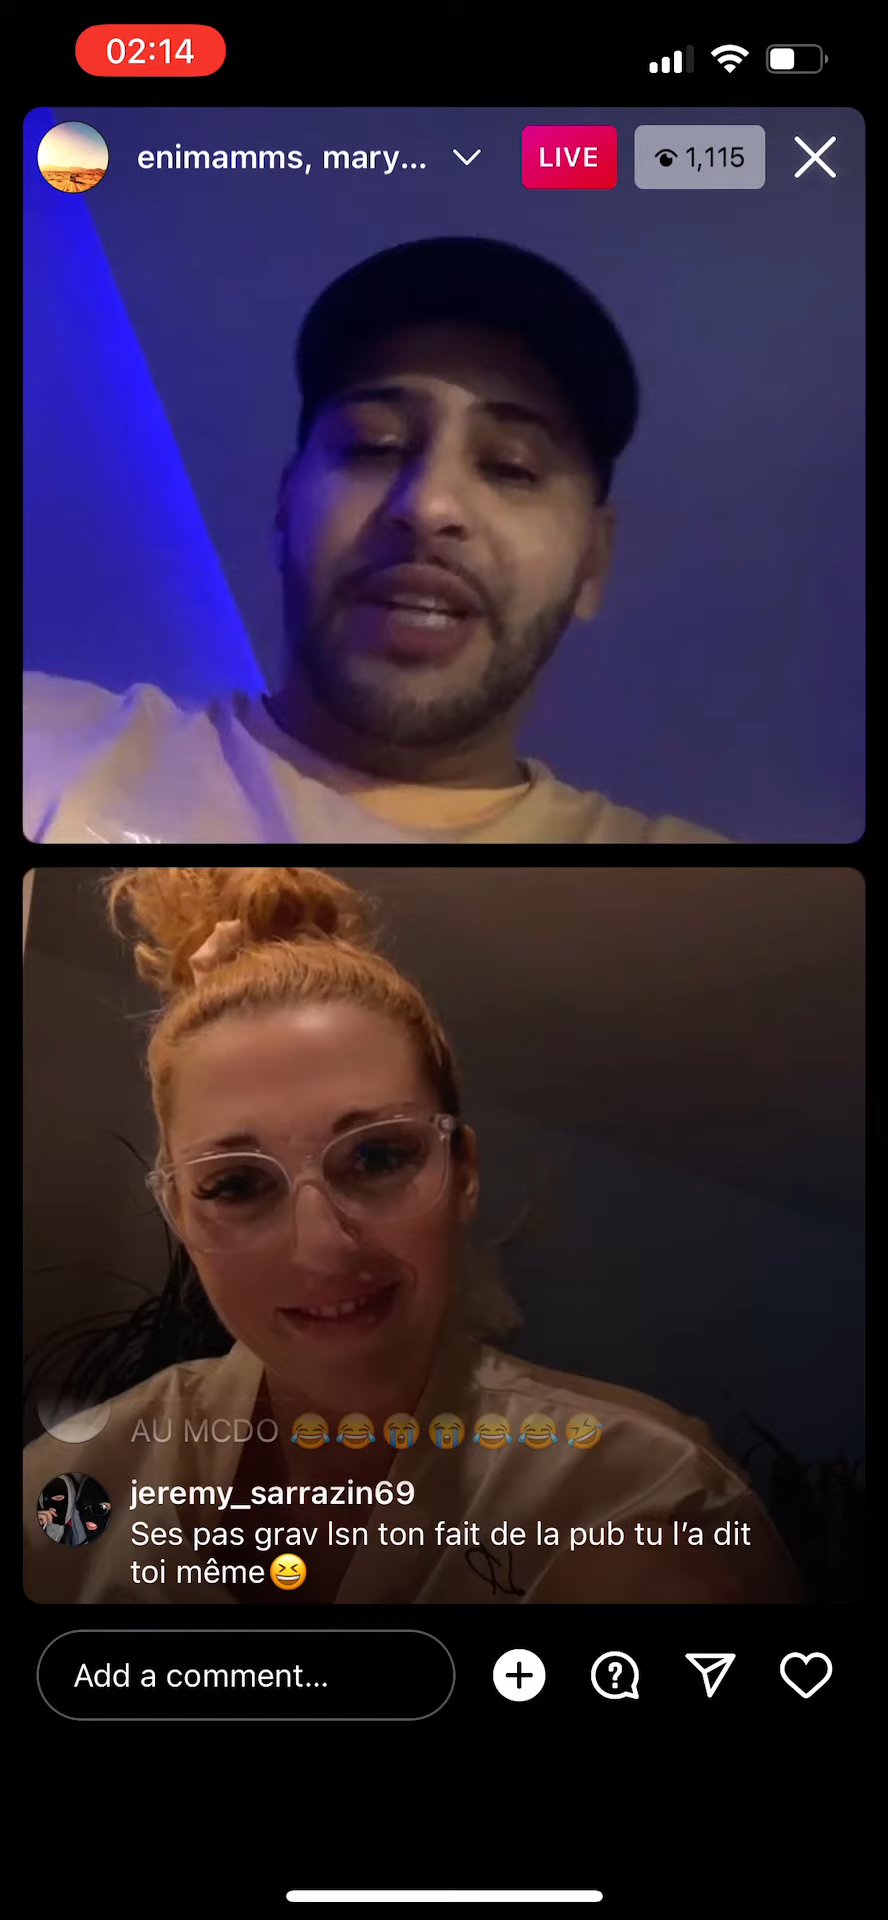 02:14
enimamms, mary...
LIVE
1,115
AU MCDO 😂😂😭😭😂😂🤣
jeremy_sarrazin69
Ses pas grav lsn ton fait de la pub tu l’a dit
toi même😆
Add a comment...